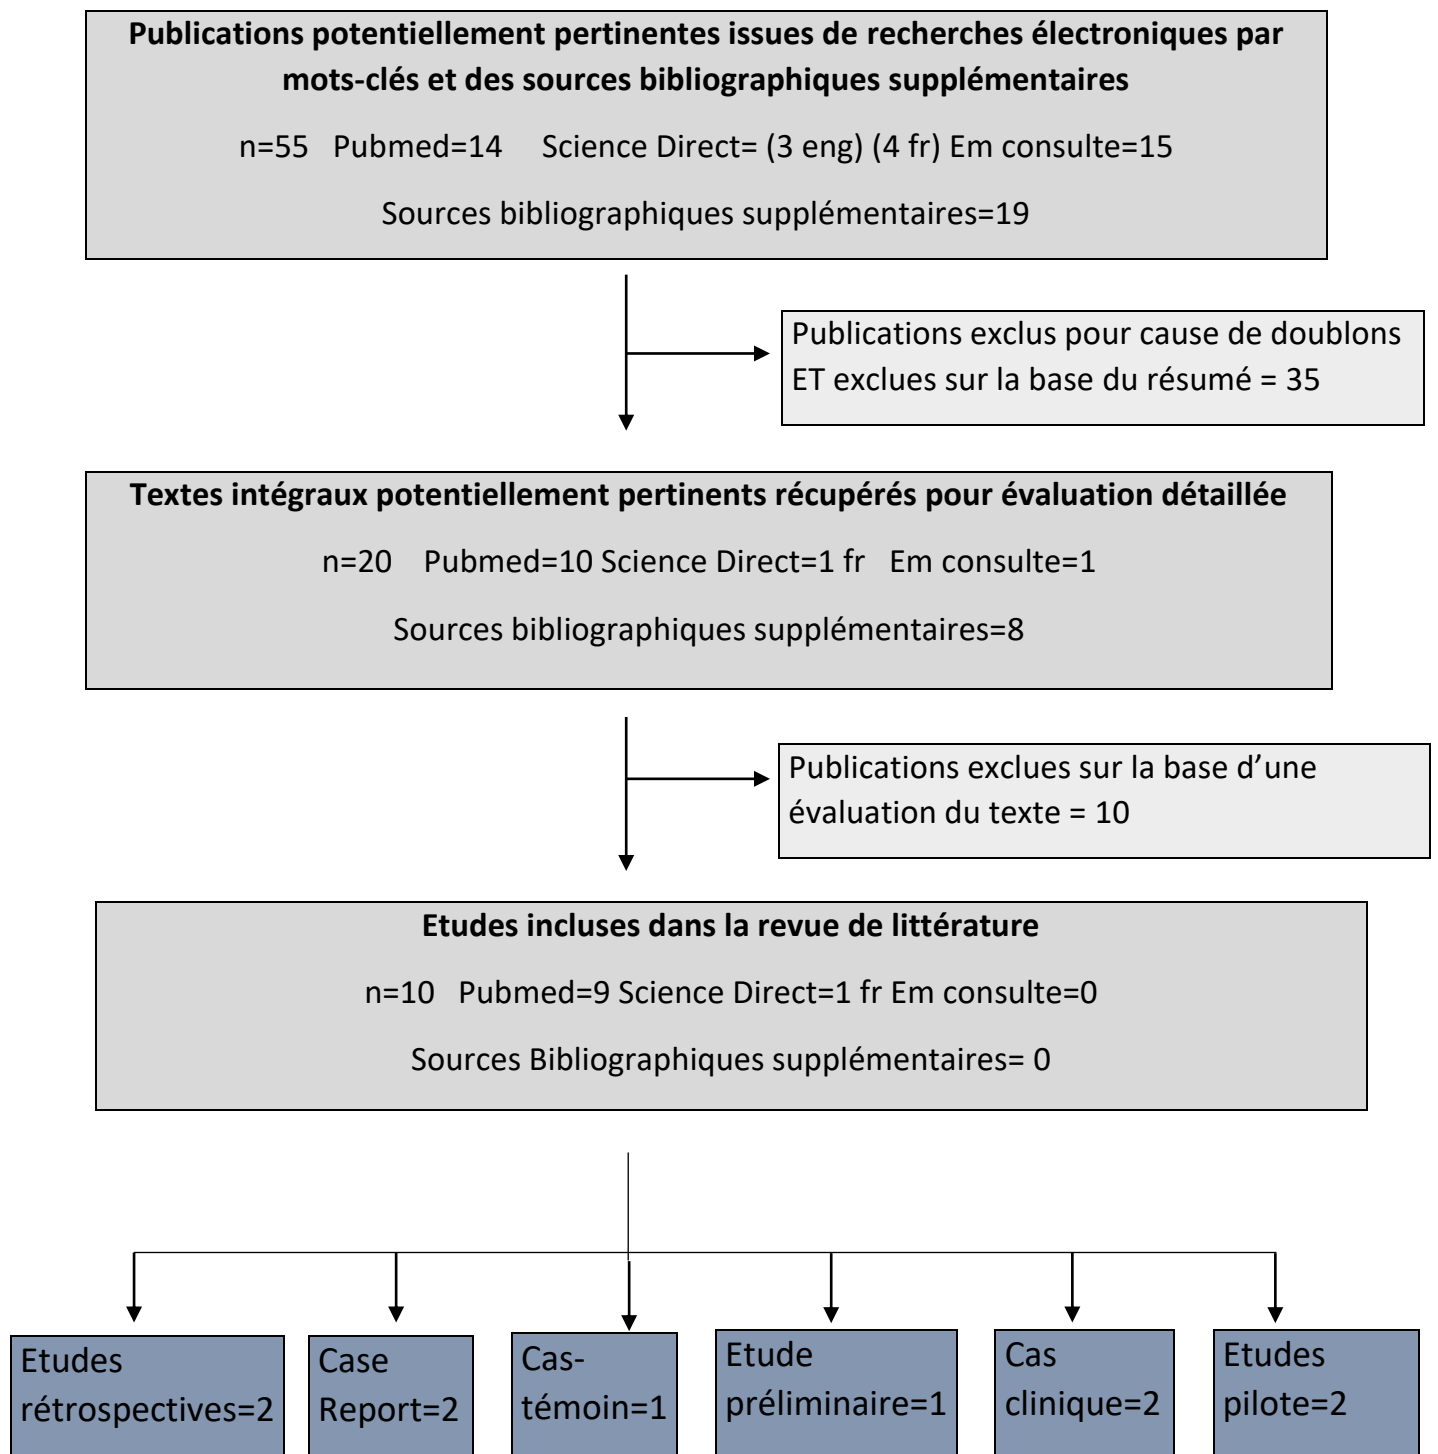 Publications potentiellement pertinentes issues de recherches électroniques par
mots-clés et des sources bibliographiques supplémentaires
n=55 Pubmed=14 Science Direct= (3 eng) (4 fr) Em consulte=15
Sources bibliographiques supplémentaires=19
Publications exclus pour cause de doublons
ET exclues sur la base du résumé = 35
Textes intégraux potentiellement pertinents récupérés pour évaluation détaillée
n=20 Pubmed=10 Science Direct=1 fr Em consulte=1
Sources bibliographiques supplémentaires=8
Publications exclues sur la base d’une
évaluation du texte = 10
Etudes incluses dans la revue de littérature
n=10 Pubmed=9 Science Direct=1 fr Em consulte=0
Sources Bibliographiques supplémentaires= 0
Etudes
rétrospectives=2
Case
Report=2
Cas-
témoin=1
Etude
préliminaire=1
Cas
clinique=2
Etudes
pilote=2